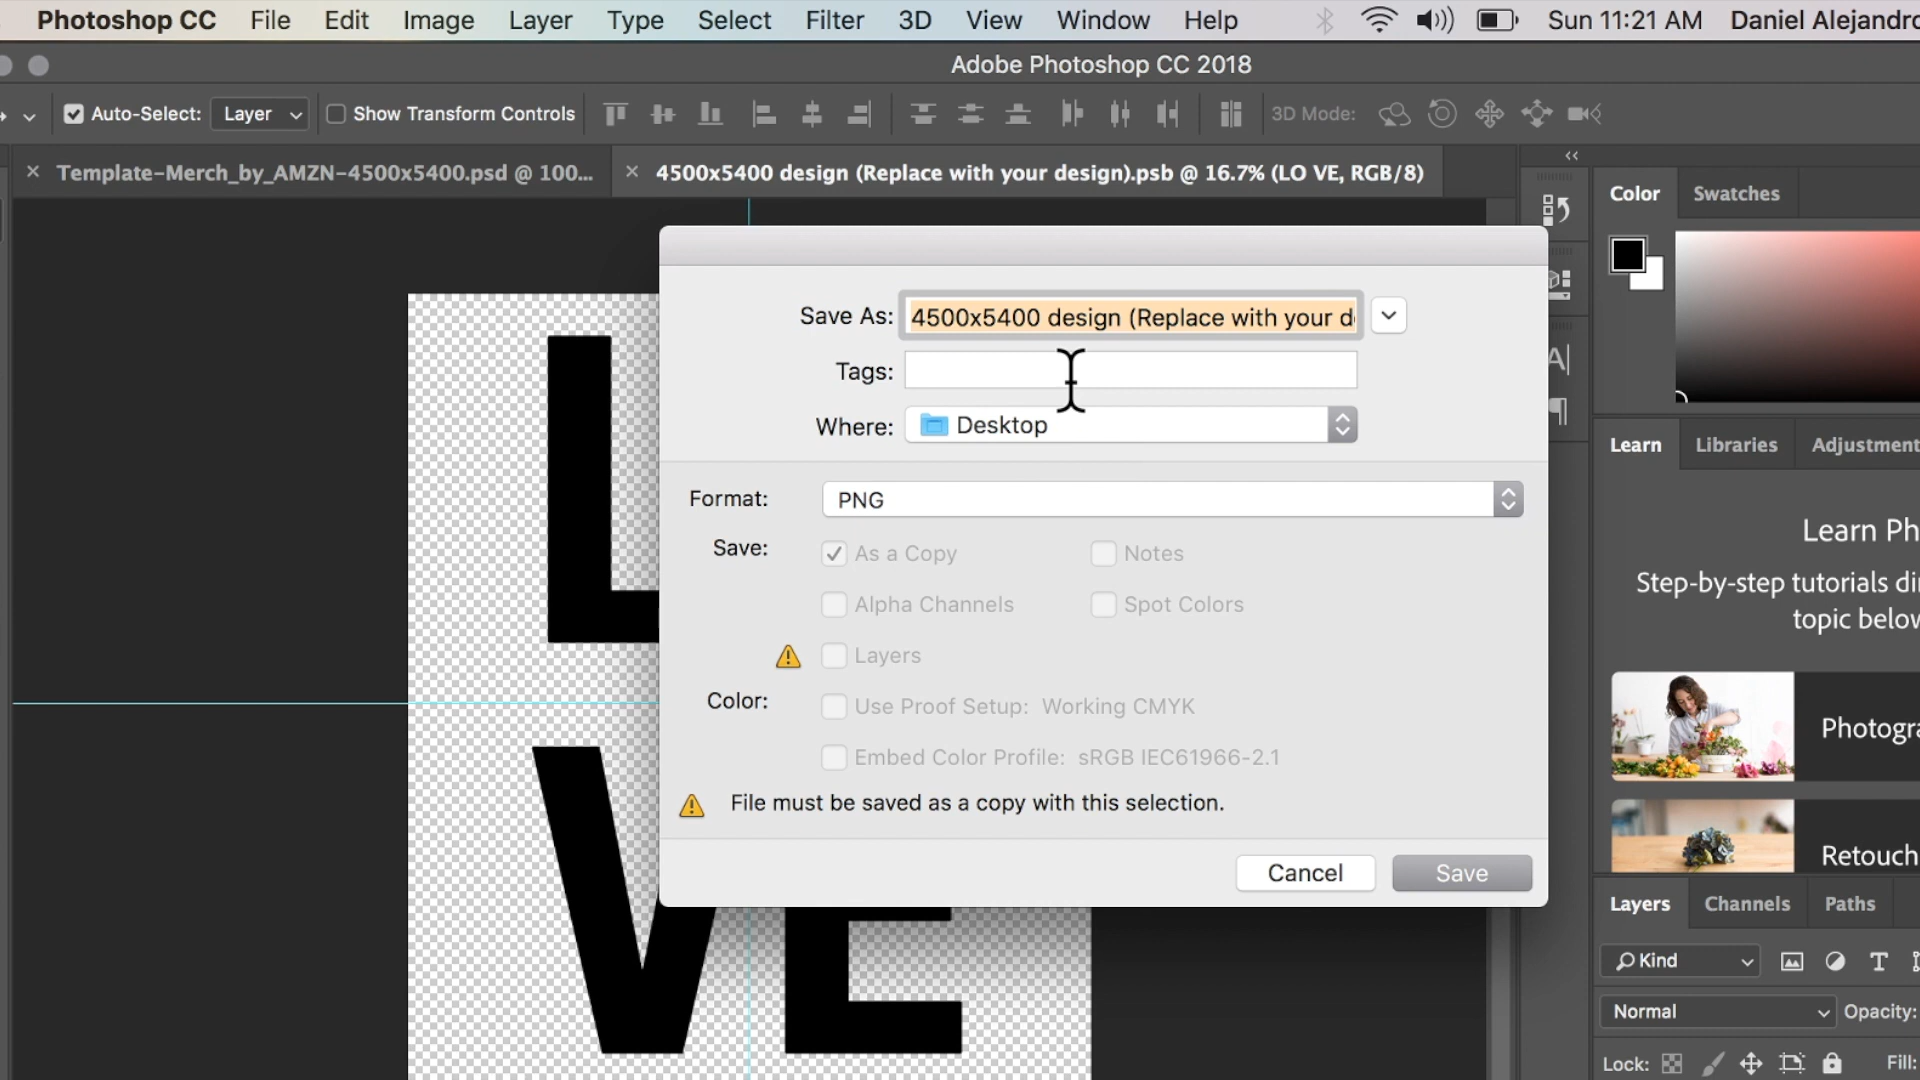 Photoshop CC File Edit Image Layer Type Select Filter 3D View Window Help Sun 11:21 AM Daniel Alejandro
Adobe Photoshop CC 2018
Auto-Select: Layer Show Transform Controls 3D Mode:
Template-Merch_by_AMZN-4500x5400.psd @ 100... 4500x5400 design (Replace with your design).psb @ 16.7% (LO VE, RGB/8)
Color Swatches
Save As: 4500x5400 design (Replace with your d
Tags:
Where: Desktop
Format: PNG
Save: As a Copy Notes
Alpha Channels Spot Colors
Layers
Color: Use Proof Setup: Working CMYK
Embed Color Profile: sRGB IEC61966-2.1
File must be saved as a copy with this selection.
Cancel Save
L
VE
Learn Libraries Adjustment
Learn Ph
Step-by-step tutorials di
topic below
Photogra
Retouch
Layers Channels Paths
Kind
Normal Opacity:
Lock: Fill: